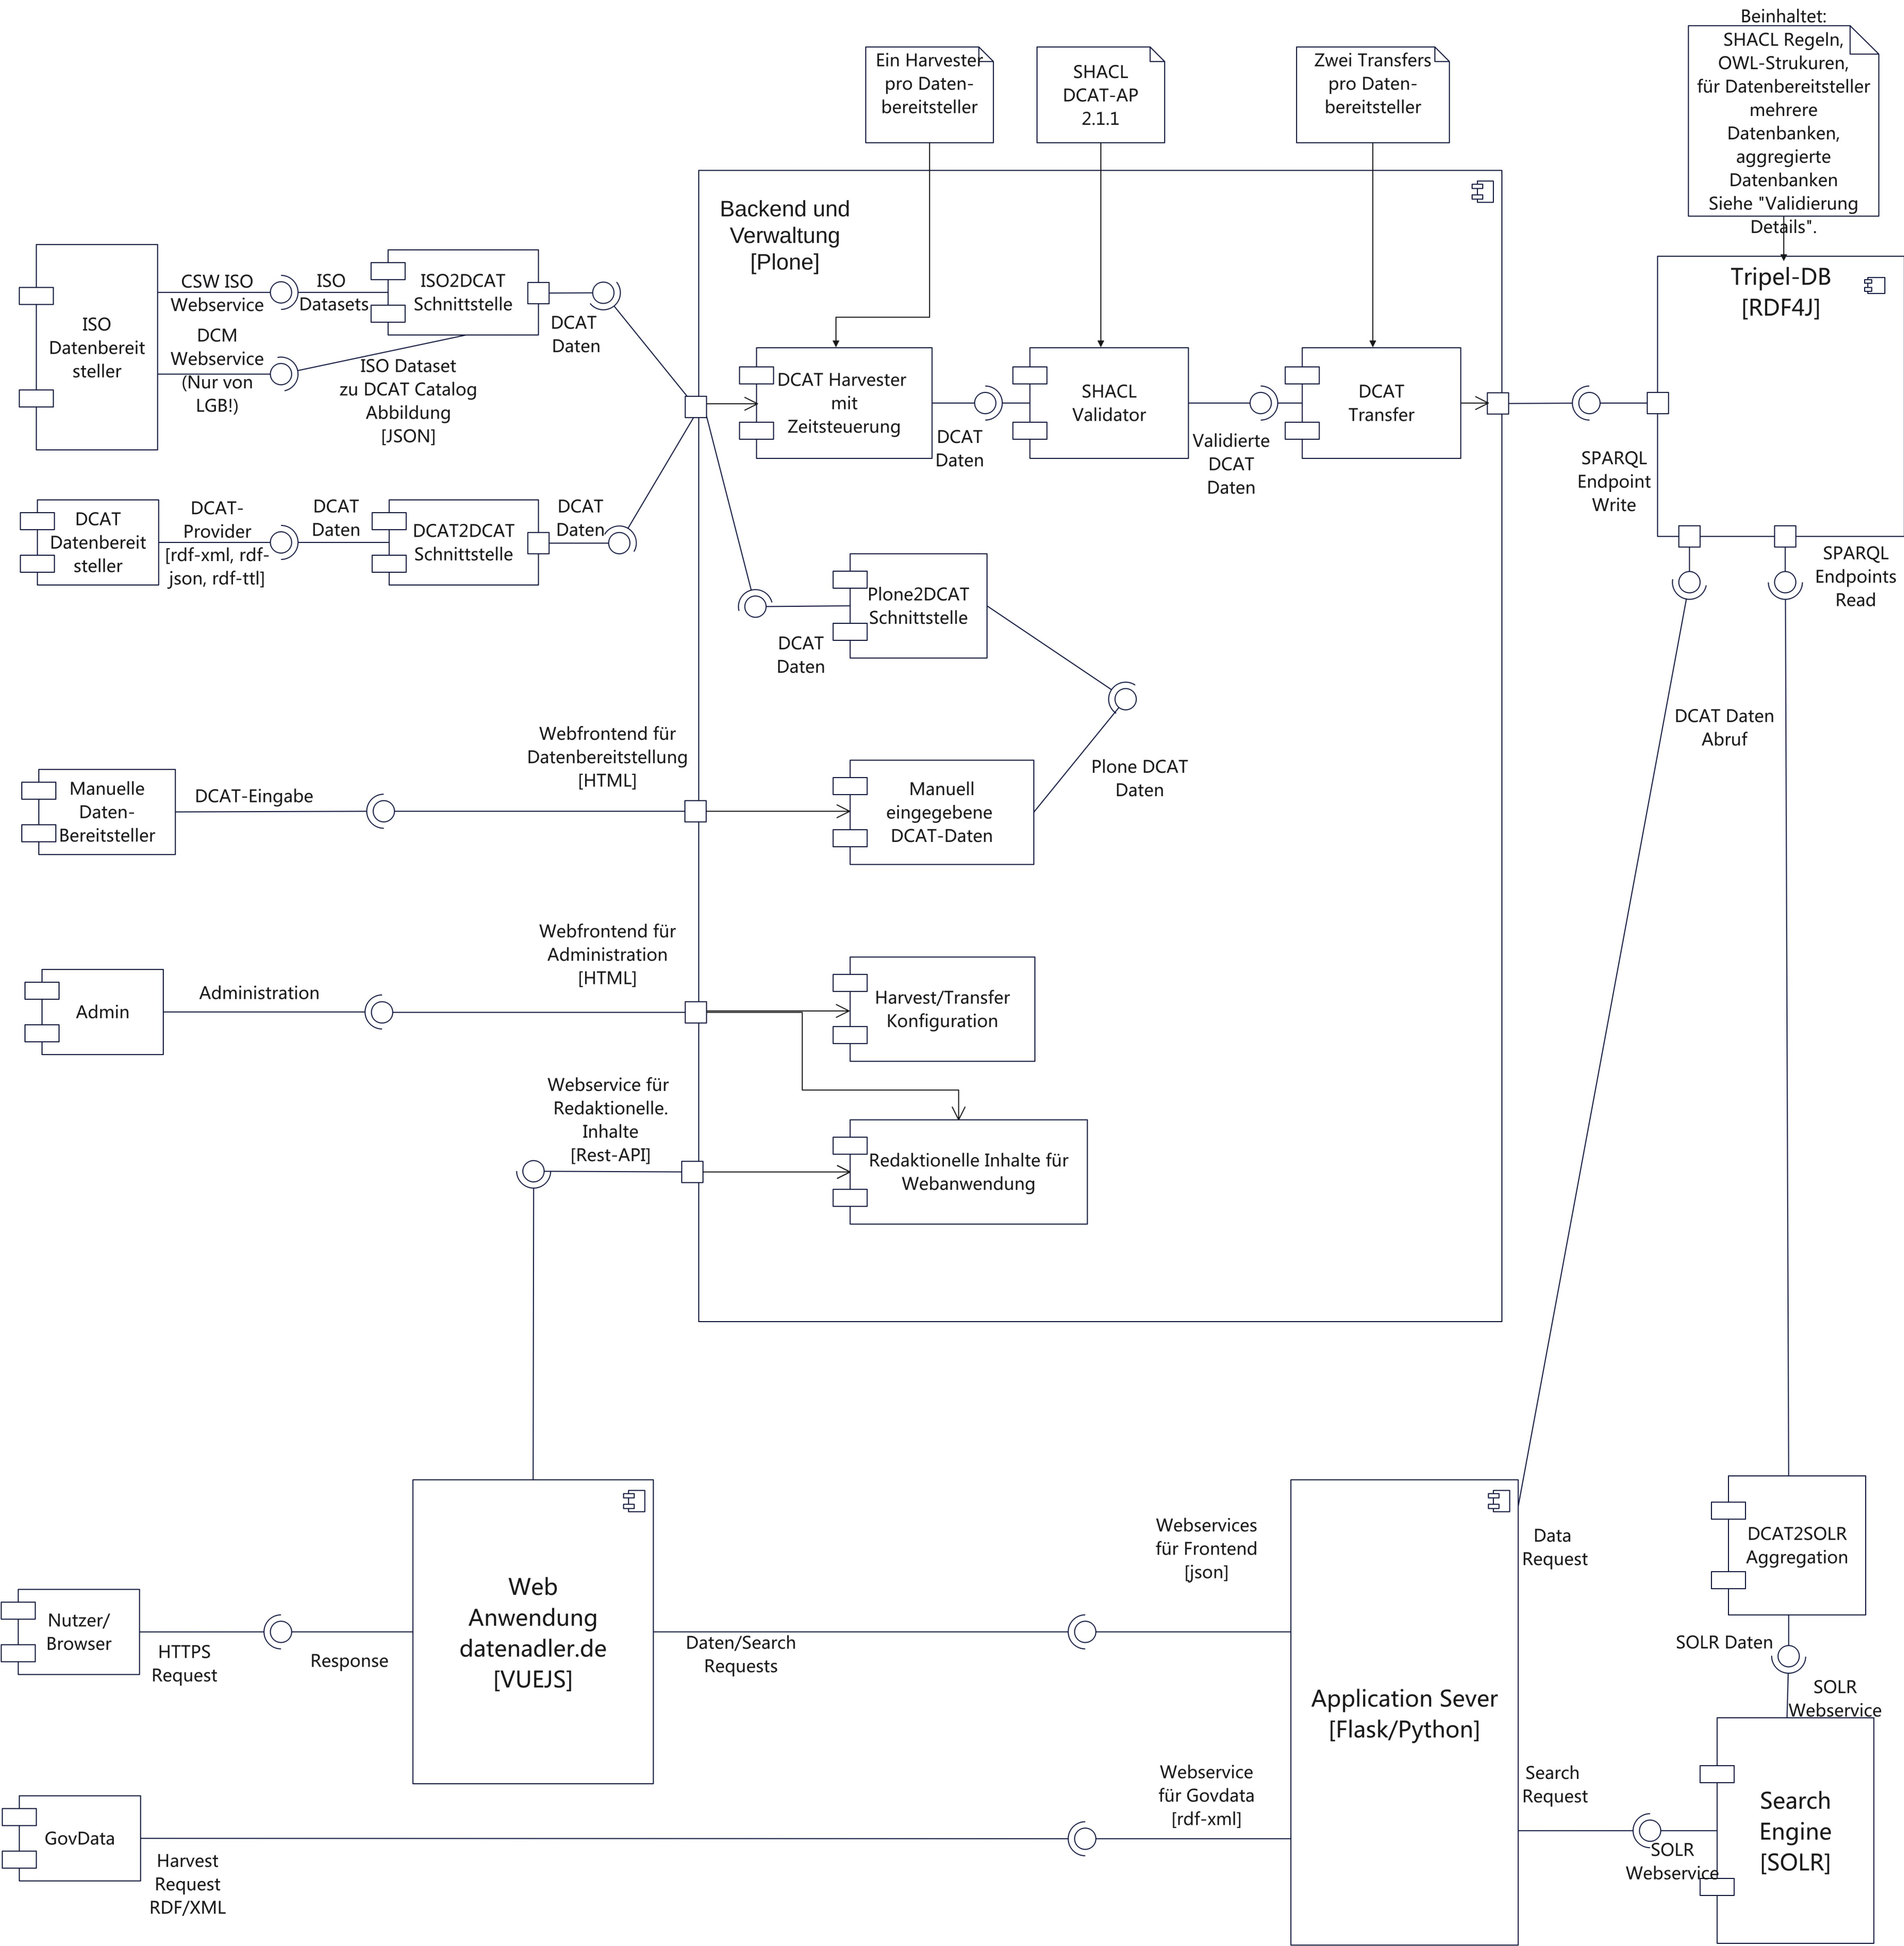 Beinhaltet:
SHACL Regeln,
OWL-Strukuren,
für Datenbereitsteller
mehrere
Datenbanken,
aggregierte
Datenbanken
Siehe "Validierung
Details".
Ein Harvester
pro Daten-
bereitsteller
SHACL
DCAT-AP
2.1.1
Zwei Transfers
pro Daten-
bereitsteller
Backend und
Verwaltung
[Plone]
Tripel-DB
[RDF4J]
ISO
Datenbereit
steller
CSW ISO
Webservice
ISO
Datasets
ISO2DCAT
Schnittstelle
DCAT
Daten
DCM
Webservice
(Nur von
LGB!)
ISO Dataset
zu DCAT Catalog
Abbildung
[JSON]
DCAT Harvester
mit
Zeitsteuerung
DCAT
Daten
SHACL
Validator
Validierte
DCAT
Daten
DCAT
Transfer
SPARQL
Endpoint
Write
DCAT
Datenbereit
steller
DCAT-
Provider
[rdf-xml, rdf-
json, rdf-ttl]
DCAT
Daten
DCAT2DCAT
Schnittstelle
DCAT
Daten
SPARQL
Endpoints
Read
Plone2DCAT
Schnittstelle
DCAT
Daten
DCAT Daten
Abruf
Webfrontend für
Datenbereitstellung
[HTML]
Plone DCAT
Daten
Manuelle
Daten-
Bereitsteller
DCAT-Eingabe
Manuell
eingegebene
DCAT-Daten
Webfrontend für
Administration
[HTML]
Admin
Administration
Harvest/Transfer
Konfiguration
Webservice für
Redaktionelle.
Inhalte
[Rest-API]
Redaktionelle Inhalte für
Webanwendung
Webservices
für Frontend
[json]
Data
Request
DCAT2SOLR
Aggregation
Web
Anwendung
datenadler.de
[VUEJS]
Nutzer/
Browser
HTTPS
Request
Response
Daten/Search
Requests
SOLR Daten
SOLR
Webservice
Application Sever
[Flask/Python]
Webservice
für Govdata
[rdf-xml]
Search
Request
Search
Engine
[SOLR]
SOLR
Webservice
GovData
Harvest
Request
RDF/XML